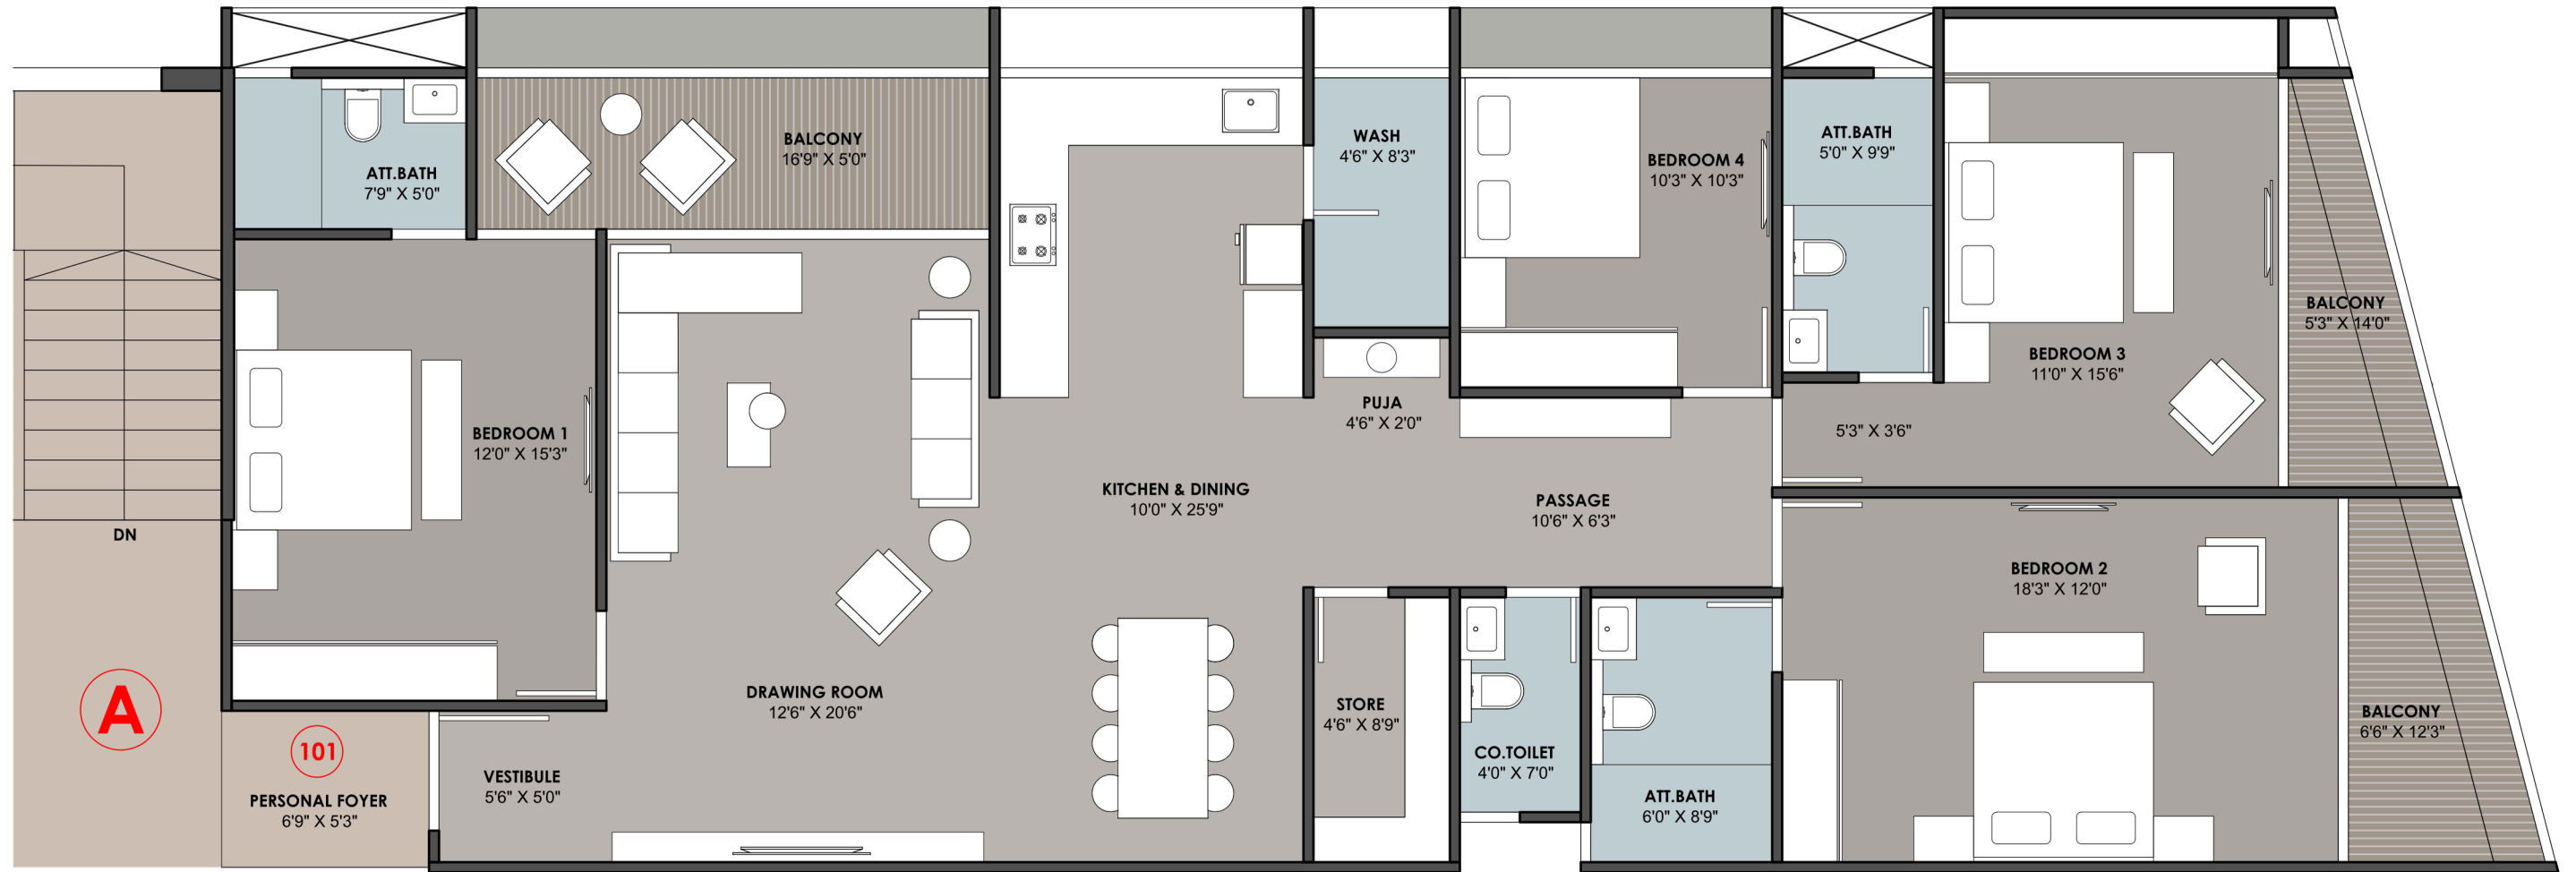 ATT.BATH
7'9" X 5'0"
BALCONY
16'9" X 5'0"
WASH
4'6" X 8'3"
BEDROOM 4
10'3" X 10'3"
ATT.BATH
5'0" X 9'9"
BALCONY
5'3" X 14'0"
BEDROOM 3
11'0" X 15'6"
PUJA
4'6" X 2'0"
5'3" X 3'6"
BEDROOM 1
12'0" X 15'3"
KITCHEN & DINING
10'0" X 25'9"
PASSAGE
10'6" X 6'3"
DN
BEDROOM 2
18'3" X 12'0"
A
DRAWING ROOM
12'6" X 20'6"
STORE
4'6" X 8'9"
BALCONY
6'6" X 12'3"
101
CO.TOILET
4'0" X 7'0"
VESTIBULE
5'6" X 5'0"
PERSONAL FOYER
6'9" X 5'3"
ATT.BATH
6'0" X 8'9"